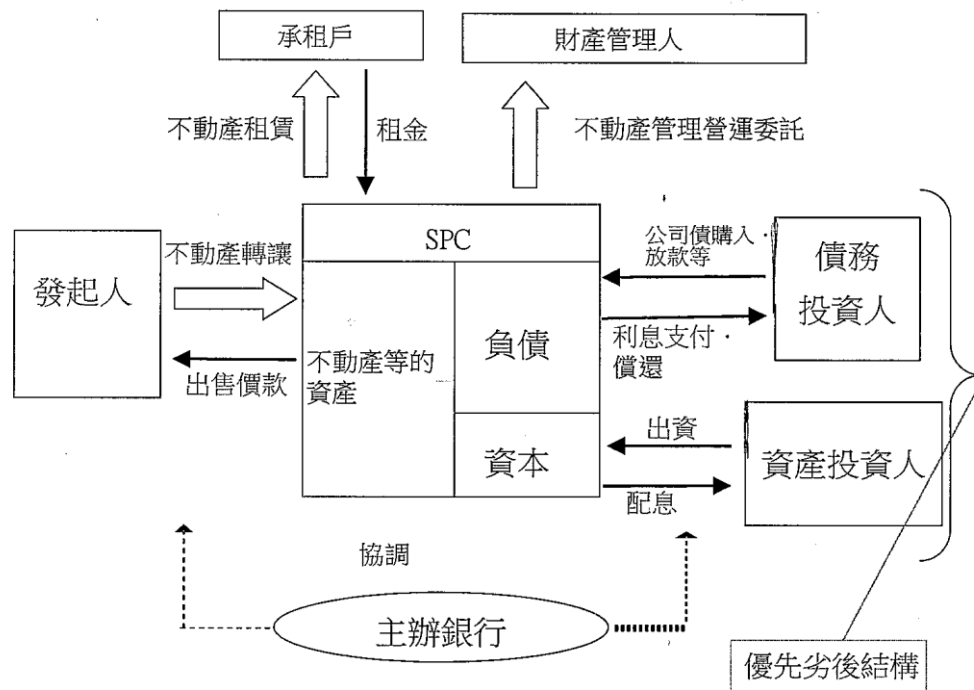 承租戶
財產管理人
不動產租賃
租金
不動產管理營運委託
SPC
公司債購入·
放款等
債務
投資人
不動產轉讓
發起人
負債
利息支付·
償還
不動產等的
資產
出售價款
出資
資本
資產投資人
配息
協調
主辦銀行
優先劣後結構